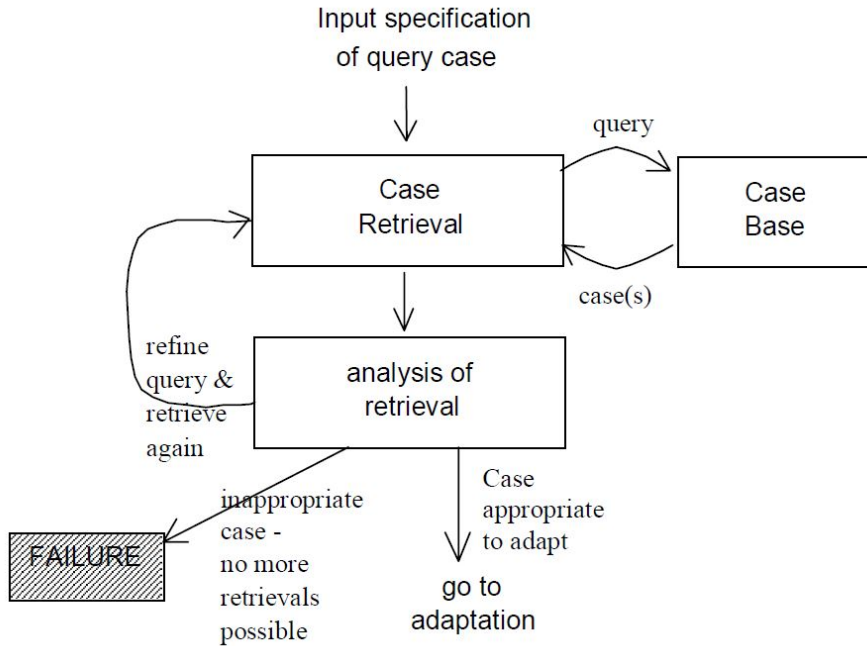 Input specification
of query case
query
Case
Retrieval
Case
Base
case(s)
refine
query &
retrieve
again
analysis of
retrieval
inappropriate
case -
no more
retrievals
possible
Case
appropriate
to adapt
FAILURE
go to
adaptation